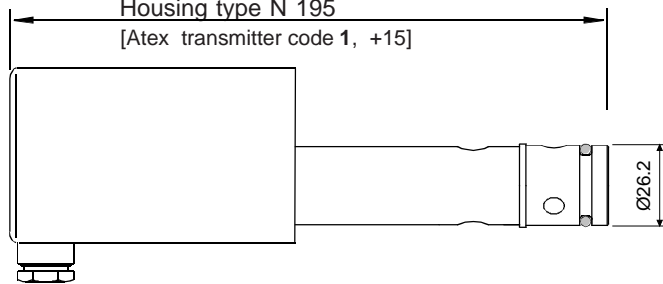 Housing type N 195
[Atex transmitter code 1, +15]
Ø26.2